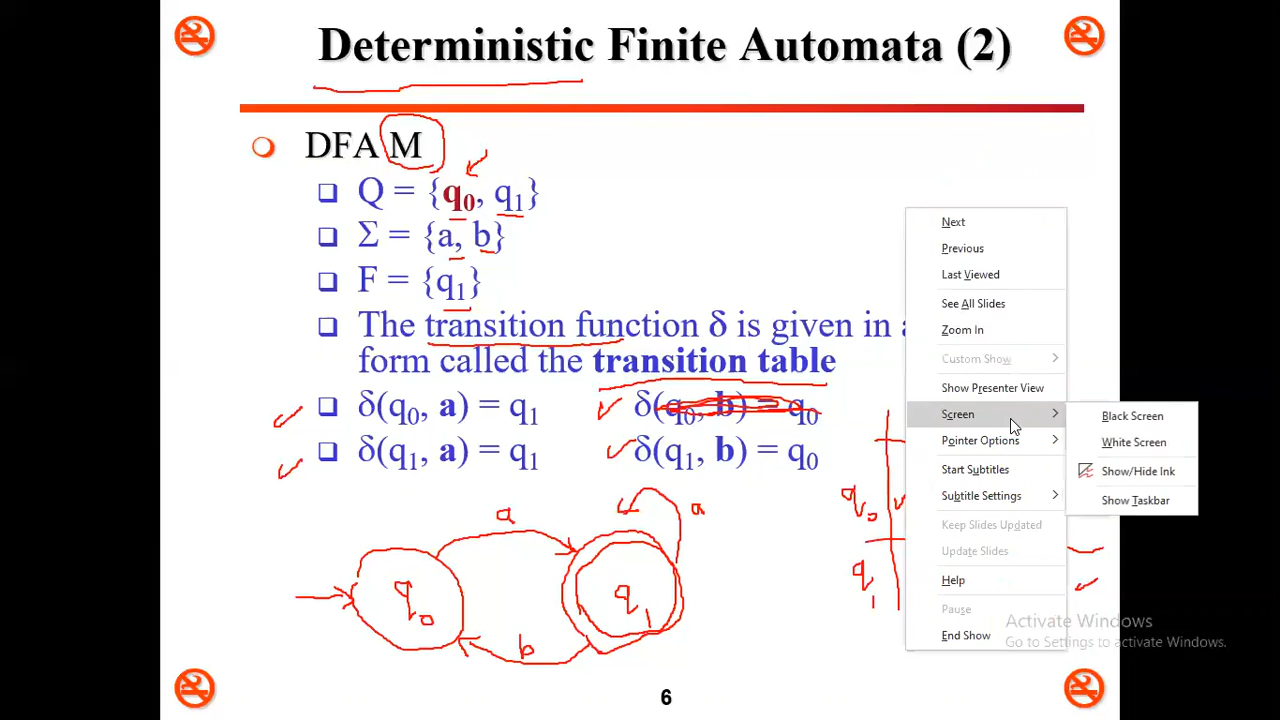 Deterministic Finite Automata (2)
DFA M
Q = {q0, q1}
Σ = {a, b}
F = {q1}
The transition function δ is given in a
form called the transition table
δ(q0, a) = q1 δ(q0, b) = q0
δ(q1, a) = q1 δ(q1, b) = q0
Next
Previous
Last Viewed
See All Slides
Zoom In
Custom Show
Show Presenter View
Screen
Pointer Options
Start Subtitles
Subtitle Settings
Keep Slides Updated
Update Slides
Help
Pause
End Show
Black Screen
White Screen
Show/Hide Ink
Show Taskbar
a
a
q0
q1
b
q0
q1
Activate Windows
Go to Settings to activate Windows.
6